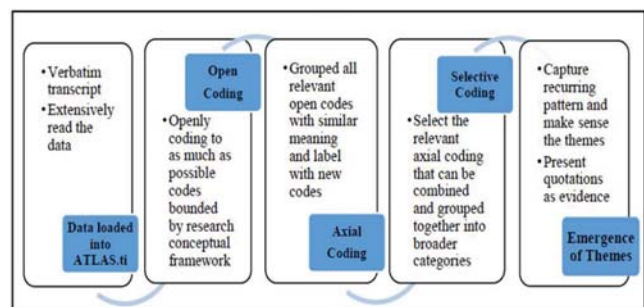 • Verbatim
transcript
• Extensively
read the
data
Data loaded
into
ATLAS.ti
Open
Coding
• Openly
coding to
as much as
possible
codes
bounded
by research
conceptual
framework
• Grouped all
relevant
open codes
with similar
meaning
and label
with new
codes
Axial
Coding
Selective
Coding
• Select the
relevant
axial coding
that can be
combined
and grouped
together into
broader
categories
• Capture
recurring
pattern and
make sense
the themes
• Present
quotations
as evidence
Emergence
of Themes